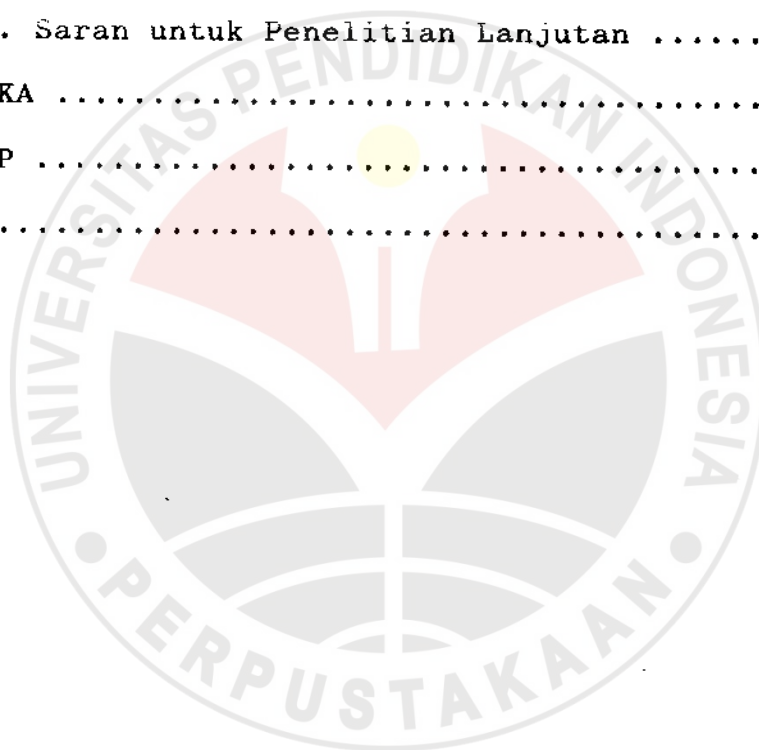 . Saran untuk Penelitian Lanjutan ......
KA .....................................
P ......................................
........................................
UNIVERSITAS PENDIDIKAN INDONESIA
• PERPUSTAKAAN •